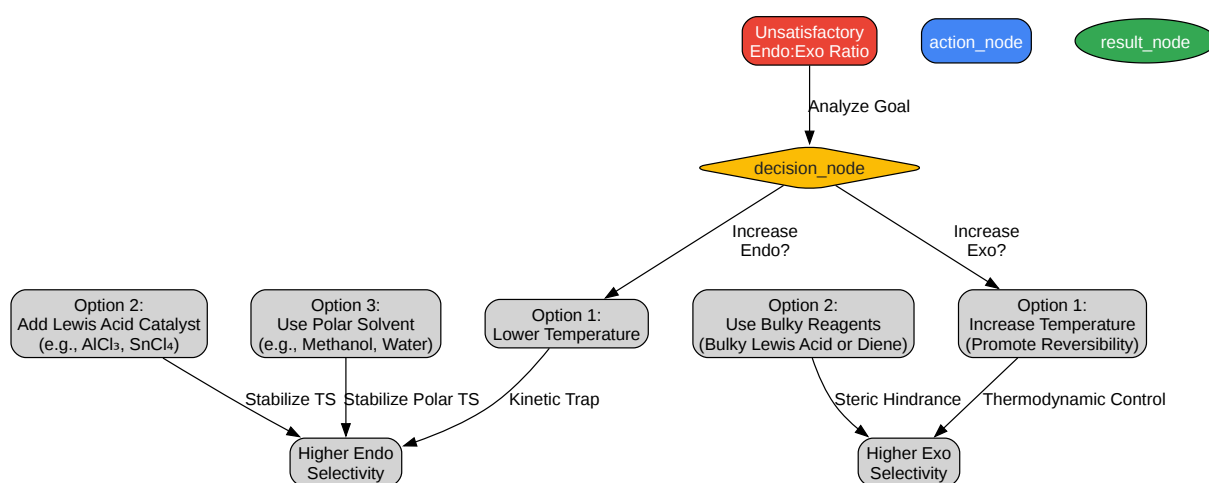 Unsatisfactory
Endo:Exo Ratio
action_node
result_node
Analyze Goal
decision_node
Increase
Endo?
Increase
Exo?
Option 2:
Add Lewis Acid Catalyst
(e.g., AlCl₃, SnCl₄)
Option 3:
Use Polar Solvent
(e.g., Methanol, Water)
Option 1:
Lower Temperature
Option 2:
Use Bulky Reagents
(Bulky Lewis Acid or Diene)
Option 1:
Increase Temperature
(Promote Reversibility)
Stabilize TS
Stabilize Polar TS
Kinetic Trap
Steric Hindrance
Thermodynamic Control
Higher Endo
Selectivity
Higher Exo
Selectivity